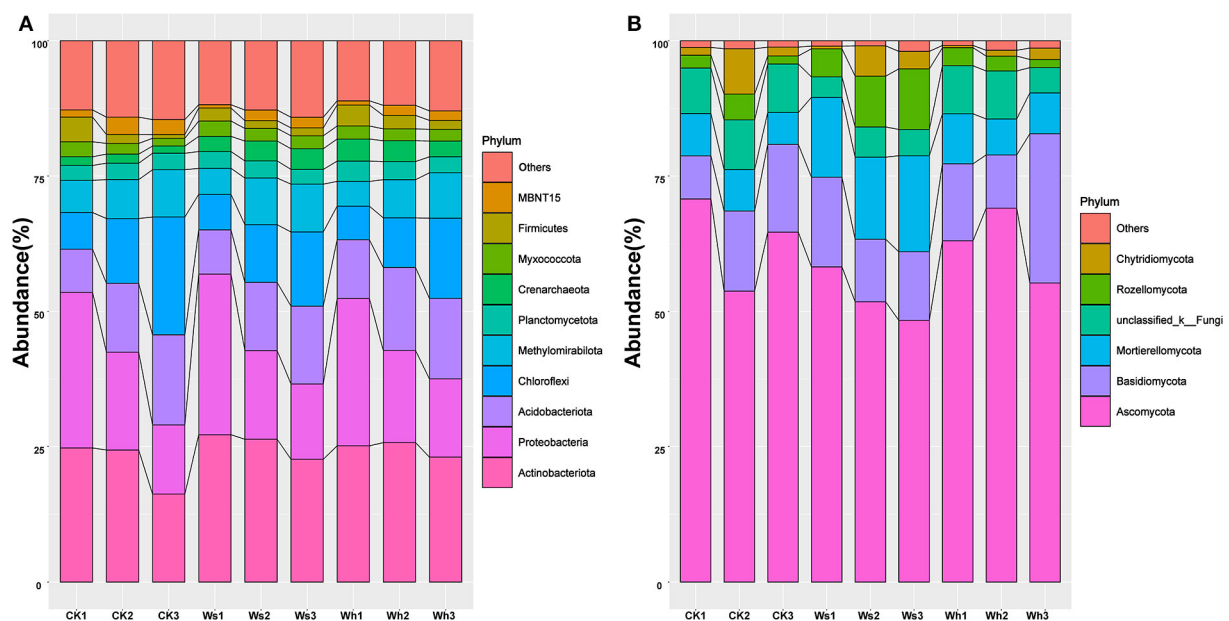 A
Abundance(%)
100
75
50
25
0
CK1 CK2 CK3 Ws1 Ws2 Ws3 Wh1 Wh2 Wh3
Phylum
Others
MBNT15
Firmicutes
Myxococcota
Crenarchaeota
Planctomycetota
Methylomirabilota
Chloroflexi
Acidobacteriota
Proteobacteria
Actinobacteriota
B
Abundance(%)
100
75
50
25
0
CK1 CK2 CK3 Ws1 Ws2 Ws3 Wh1 Wh2 Wh3
Phylum
Others
Chytridiomycota
Rozellomycota
unclassified_k__Fungi
Mortierellomycota
Basidiomycota
Ascomycota